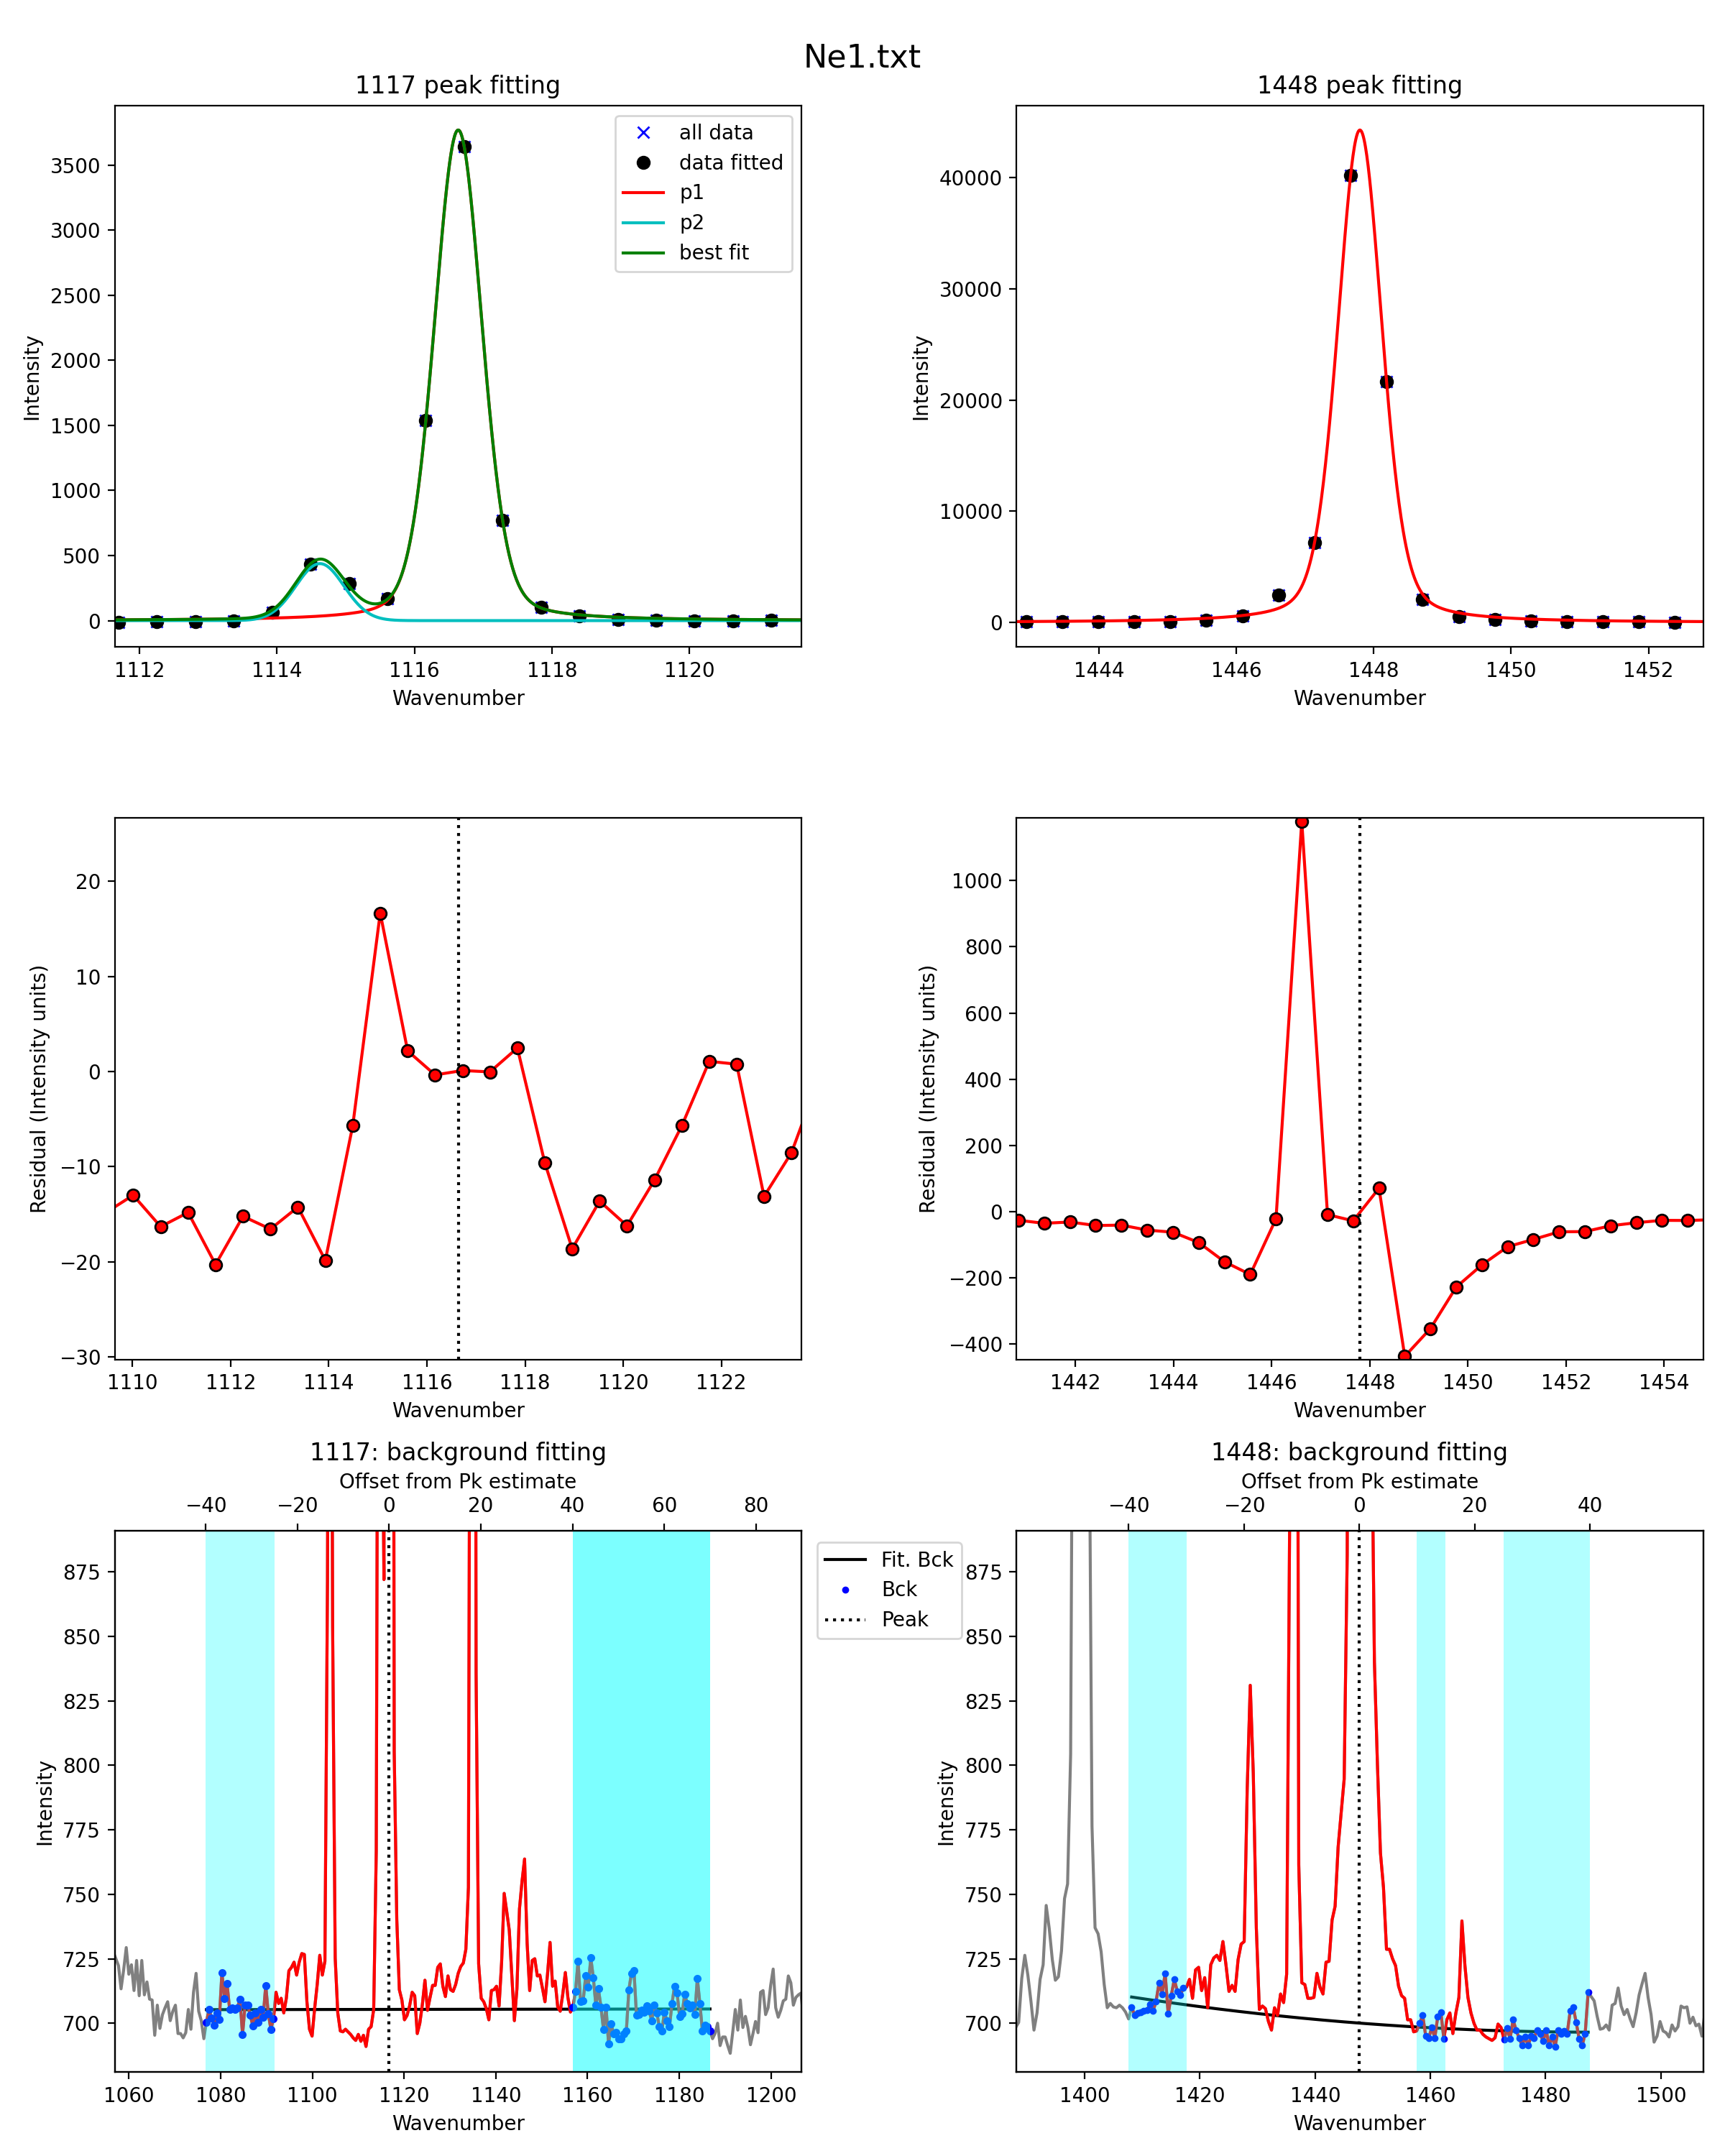 Ne1.txt
1117 peak fitting
3500
3000
2500
2000
1500
1000
500
0
Intensity
all data
data fitted
p1
p2
best fit
1112 1114 1116 1118 1120
Wavenumber
1448 peak fitting
40000
30000
20000
10000
0
Intensity
1444 1446 1448 1450 1452
Wavenumber
20
10
0
−10
−20
−30
Residual (Intensity units)
1110 1112 1114 1116 1118 1120 1122
Wavenumber
1000
800
600
400
200
0
−200
−400
Residual (Intensity units)
1442 1444 1446 1448 1450 1452 1454
Wavenumber
1117: background fitting
Offset from Pk estimate
−40 −20 0 20 40 60 80
875
850
825
800
775
750
725
700
Intensity
1060 1080 1100 1120 1140 1160 1180 1200
Wavenumber
Fit. Bck
Bck
Peak
1448: background fitting
Offset from Pk estimate
−40 −20 0 20 40
875
850
825
800
775
750
725
700
Intensity
1400 1420 1440 1460 1480 1500
Wavenumber